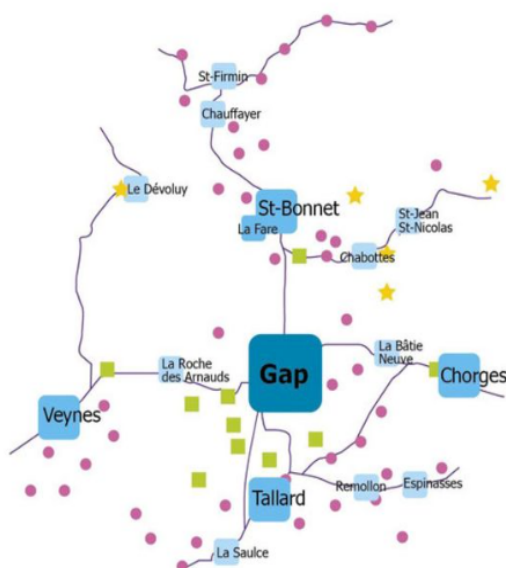 St-Firmin
Chauffayer
Le Dévoluy
St-Bonnet
La Fare
St-Jean
St-Nicolas
Chabottes
La Bâtie
Neuve
La Roche
des Arnauds
Gap
Chorges
Veynes
Tallard
Remollon
Espinasses
La Saulce